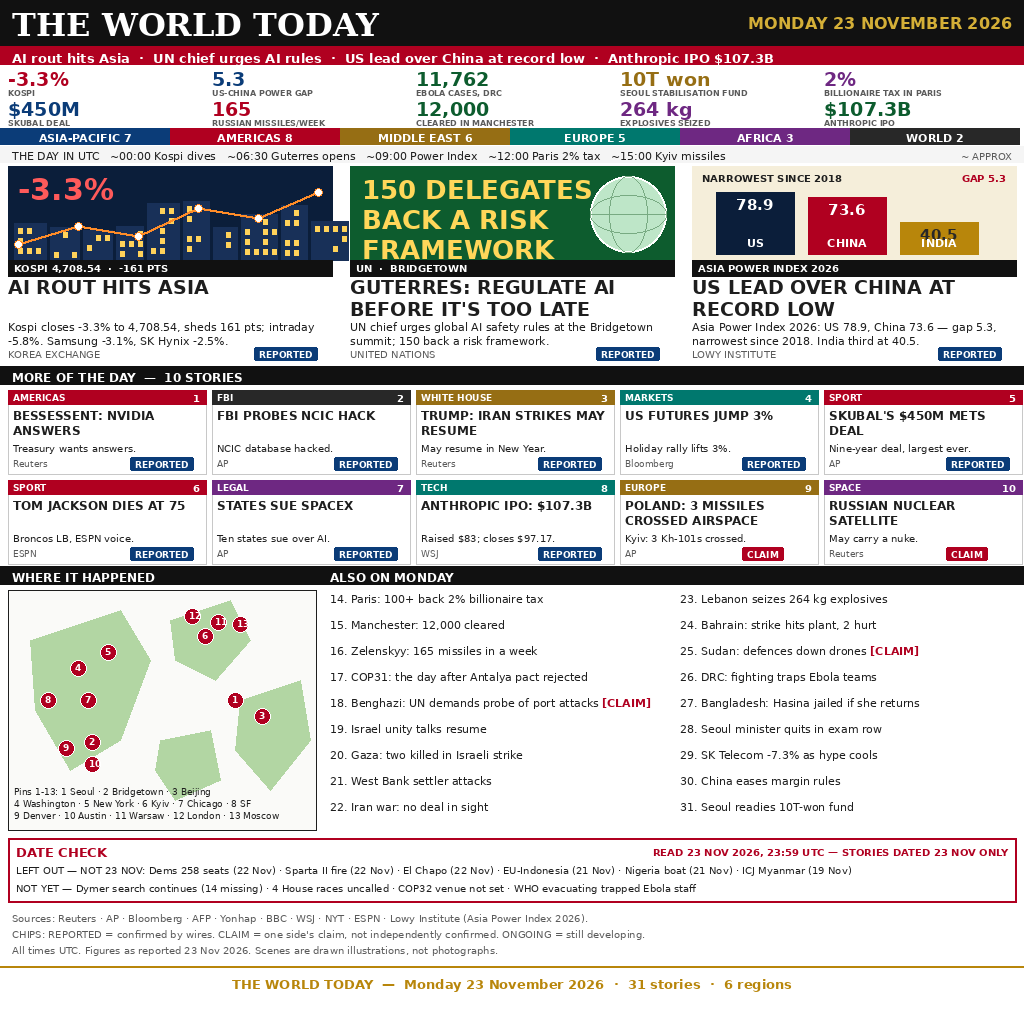 THE WORLD TODAY
MONDAY 23 NOVEMBER 2026
AI rout hits Asia · UN chief urges AI rules · US lead over China at record low · Anthropic IPO $107.3B
-3.3%
KOSPI
5.3
US-CHINA POWER GAP
11,762
EBOLA CASES, DRC
10T won
SEOUL STABILISATION FUND
2%
BILLIONAIRE TAX IN PARIS
$450M
SKUBAL DEAL
165
RUSSIAN MISSILES/WEEK
12,000
CLEARED IN MANCHESTER
264 kg
EXPLOSIVES SEIZED
$107.3B
ANTHROPIC IPO
ASIA-PACIFIC 7
AMERICAS 8
MIDDLE EAST 6
EUROPE 5
AFRICA 3
WORLD 2
THE DAY IN UTC ~00:00 Kospi dives ~06:30 Guterres opens ~09:00 Power Index ~12:00 Paris 2% tax ~15:00 Kyiv missiles
~ APPROX
-3.3%
KOSPI 4,708.54 · -161 PTS
AI ROUT HITS ASIA
Kospi closes -3.3% to 4,708.54, sheds 161 pts; intraday
-5.8%. Samsung -3.1%, SK Hynix -2.5%.
KOREA EXCHANGE
REPORTED
150 DELEGATES
BACK A RISK
FRAMEWORK
UN · BRIDGETOWN
GUTERRES: REGULATE AI
BEFORE IT'S TOO LATE
UN chief urges global AI safety rules at the Bridgetown
summit; 150 back a risk framework.
UNITED NATIONS
REPORTED
NARROWEST SINCE 2018
GAP 5.3
78.9
US
73.6
CHINA
40.5
INDIA
ASIA POWER INDEX 2026
US LEAD OVER CHINA AT
RECORD LOW
Asia Power Index 2026: US 78.9, China 73.6 — gap 5.3,
narrowest since 2018. India third at 40.5.
LOWY INSTITUTE
REPORTED
MORE OF THE DAY — 10 STORIES
AMERICAS 1
BESSESSENT: NVIDIA
ANSWERS
Treasury wants answers.
Reuters
REPORTED
FBI 2
FBI PROBES NCIC HACK
NCIC database hacked.
AP
REPORTED
WHITE HOUSE 3
TRUMP: IRAN STRIKES MAY
RESUME
May resume in New Year.
Reuters
REPORTED
MARKETS 4
US FUTURES JUMP 3%
Holiday rally lifts 3%.
Bloomberg
REPORTED
SPORT 5
SKUBAL'S $450M METS
DEAL
Nine-year deal, largest ever.
AP
REPORTED
SPORT 6
TOM JACKSON DIES AT 75
Broncos LB, ESPN voice.
ESPN
REPORTED
LEGAL 7
STATES SUE SPACEX
Ten states sue over AI.
AP
REPORTED
TECH 8
ANTHROPIC IPO: $107.3B
Raised $83; closes $97.17.
WSJ
REPORTED
EUROPE 9
POLAND: 3 MISSILES
CROSSED AIRSPACE
Kyiv: 3 Kh-101s crossed.
AP
CLAIM
SPACE 10
RUSSIAN NUCLEAR
SATELLITE
May carry a nuke.
Reuters
CLAIM
WHERE IT HAPPENED
12
11
13
6
5
4
8
7
1
3
9
2
10
Pins 1-13: 1 Seoul · 2 Bridgetown · 3 Beijing
4 Washington · 5 New York · 6 Kyiv · 7 Chicago · 8 SF
9 Denver · 10 Austin · 11 Warsaw · 12 London · 13 Moscow
ALSO ON MONDAY
14. Paris: 100+ back 2% billionaire tax
15. Manchester: 12,000 cleared
16. Zelenskyy: 165 missiles in a week
17. COP31: the day after Antalya pact rejected
18. Benghazi: UN demands probe of port attacks [CLAIM]
19. Israel unity talks resume
20. Gaza: two killed in Israeli strike
21. West Bank settler attacks
22. Iran war: no deal in sight
23. Lebanon seizes 264 kg explosives
24. Bahrain: strike hits plant, 2 hurt
25. Sudan: defences down drones [CLAIM]
26. DRC: fighting traps Ebola teams
27. Bangladesh: Hasina jailed if she returns
28. Seoul minister quits in exam row
29. SK Telecom -7.3% as hype cools
30. China eases margin rules
31. Seoul readies 10T-won fund
DATE CHECK
READ 23 NOV 2026, 23:59 UTC — STORIES DATED 23 NOV ONLY
LEFT OUT — NOT 23 NOV: Dems 258 seats (22 Nov) · Sparta II fire (22 Nov) · El Chapo (22 Nov) · EU-Indonesia (21 Nov) · Nigeria boat (21 Nov) · ICJ Myanmar (19 Nov)
NOT YET — Dymer search continues (14 missing) · 4 House races uncalled · COP32 venue not set · WHO evacuating trapped Ebola staff
Sources: Reuters · AP · Bloomberg · AFP · Yonhap · BBC · WSJ · NYT · ESPN · Lowy Institute (Asia Power Index 2026).
CHIPS: REPORTED = confirmed by wires. CLAIM = one side's claim, not independently confirmed. ONGOING = still developing.
All times UTC. Figures as reported 23 Nov 2026. Scenes are drawn illustrations, not photographs.
THE WORLD TODAY — Monday 23 November 2026 · 31 stories · 6 regions